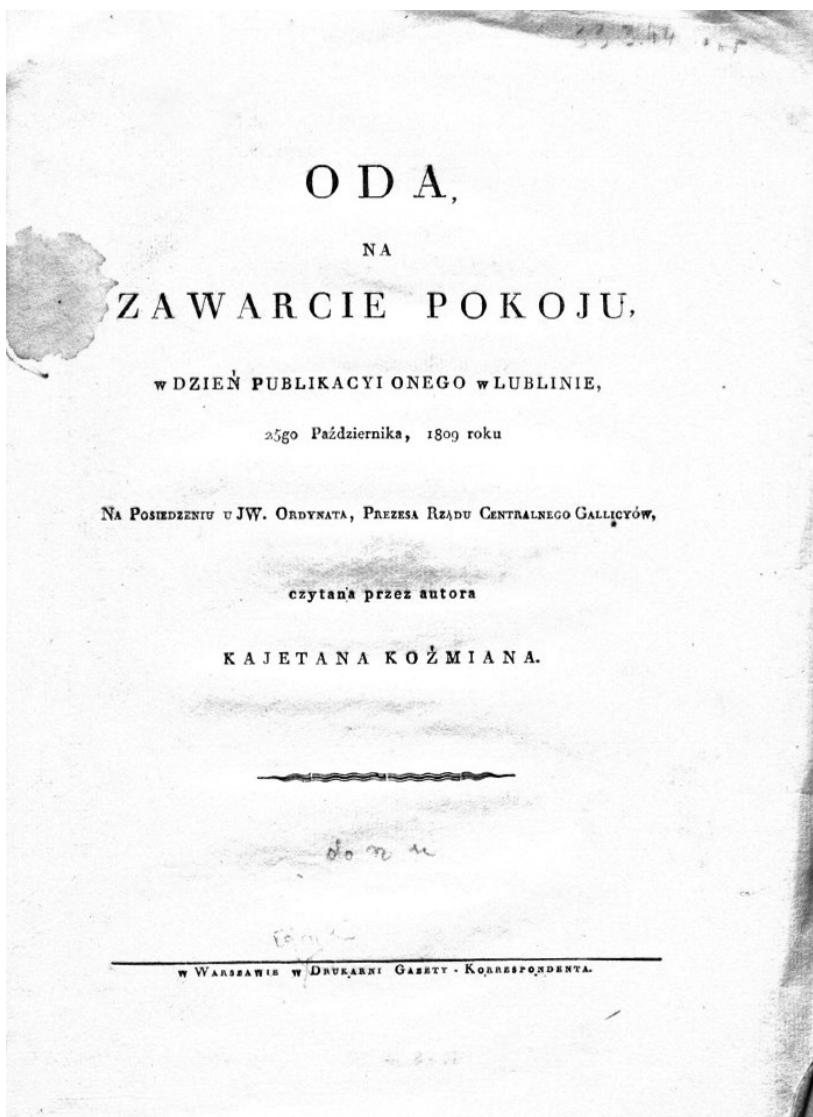 ODA,
NA
ZAWARCIE POKOJU,
w DZIEŃ PUBLIKACYI ONEGO w LUBLINIE,
25go Października, 1809 roku
Na Posiedzeniu u JW. Ordynata, Prezesa Rządu Centralnego Gallicyów,
czytana przez autora
KAJETANA KOŹMIANA.
w Warszawie w Drukarni Gazety - Korrespondenta.